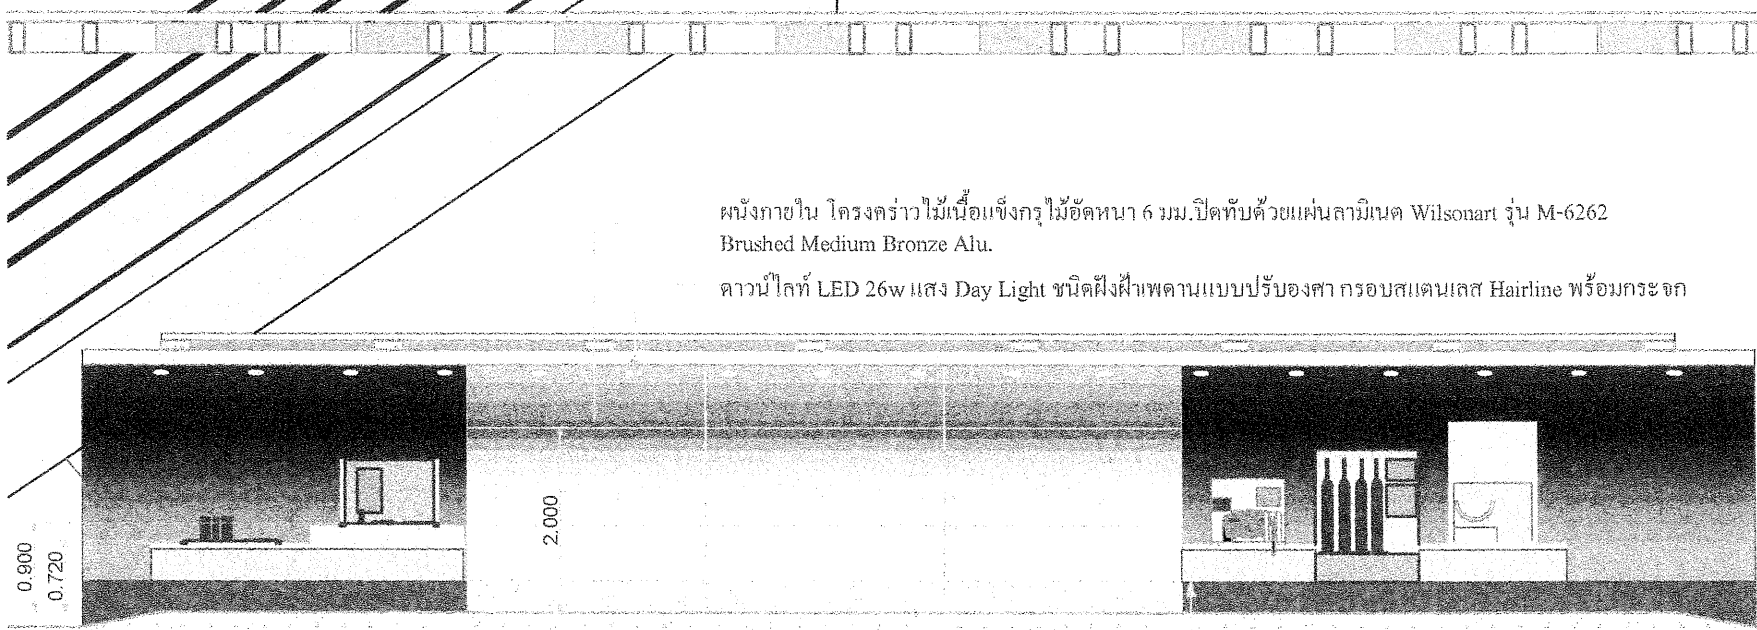 ผนังภายใน โครงคร่าวไม้เนื้อแข็งกรุไม้อัดหนา 6 มม.ปิดทับด้วยแผ่นลามิเนต Wilsonart รุ่น M-6262
Brushed Medium Bronze Alu.
ดาวน์ไลท์ LED 26w แสง Day Light ชนิดฝังฝ้าเพดานแบบปรับองศา กรอบสแตนเลส Hairline พร้อมกระจก
2.000
0.900
0.720